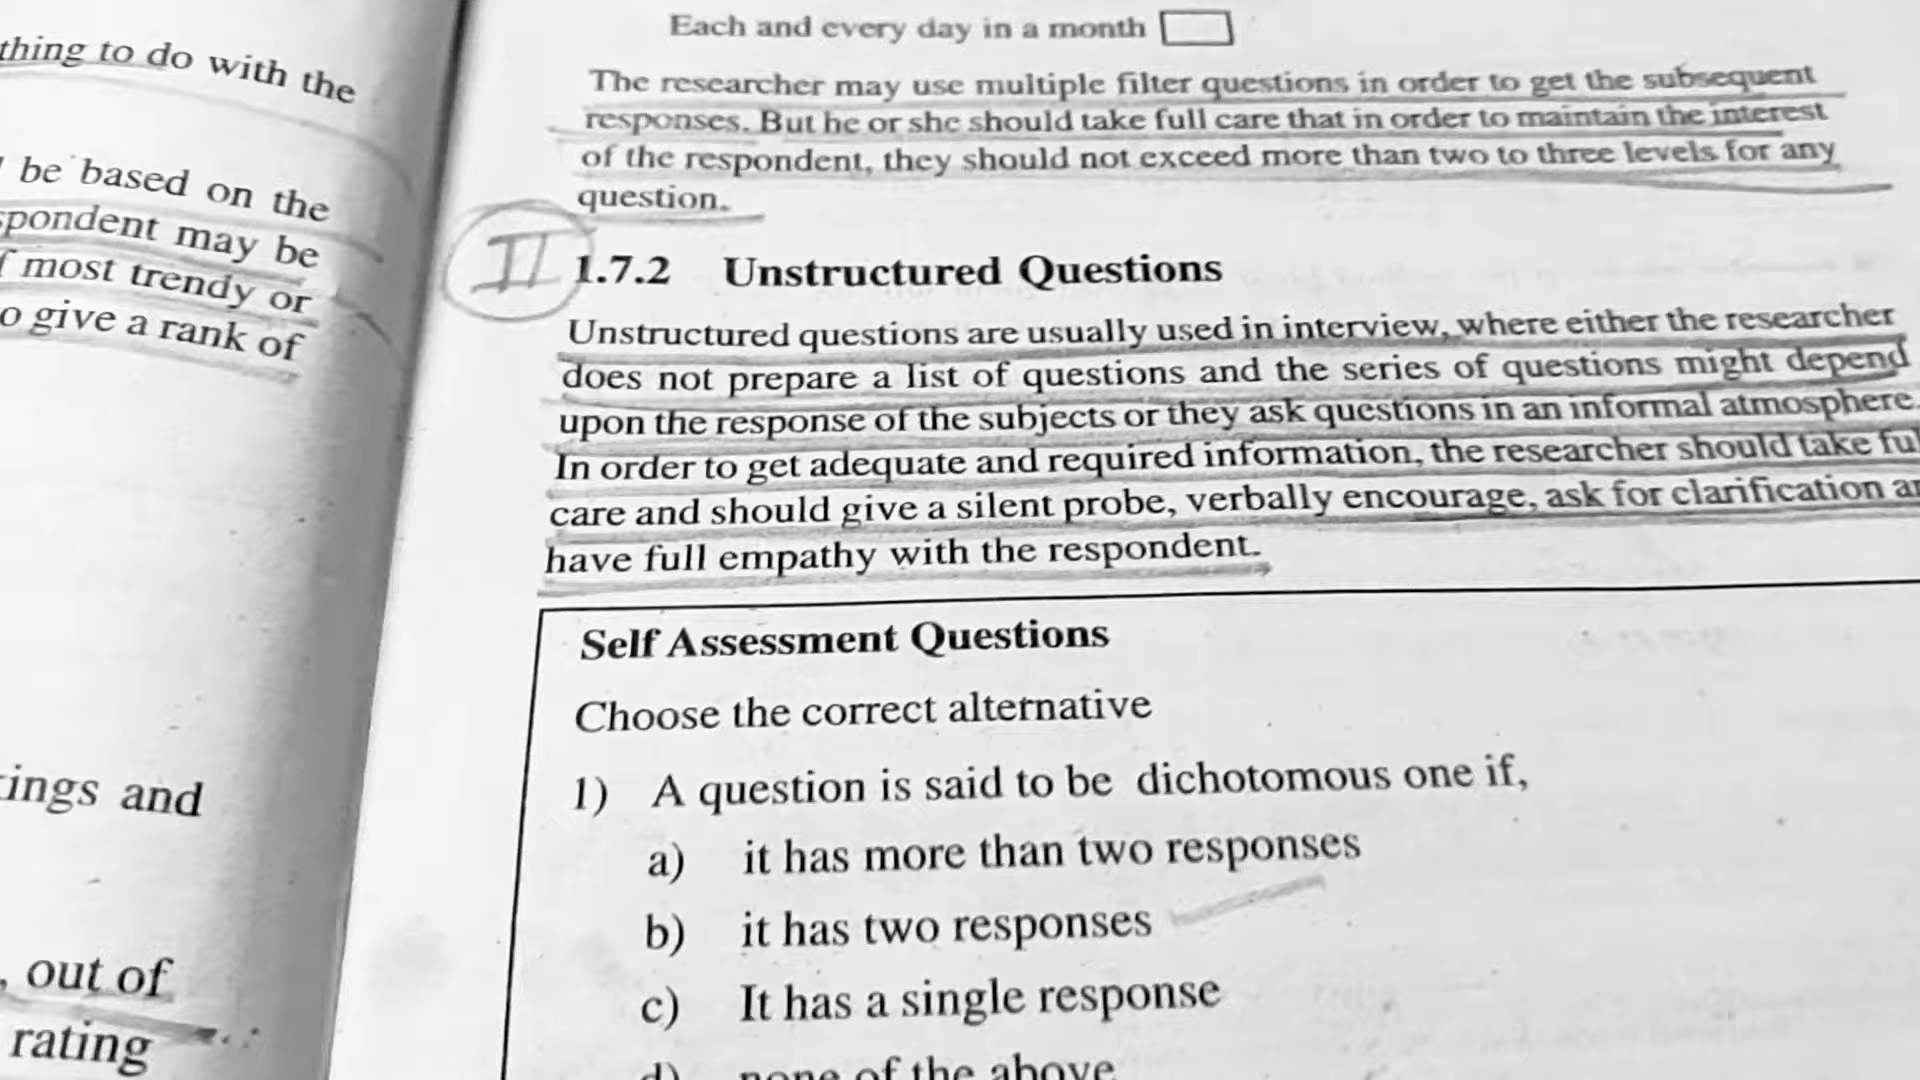 thing to do with the
be based on the
spondent may be
f most trendy or
o give a rank of
ings and
, out of
rating
Each and every day in a month
The researcher may use multiple filter questions in order to get the subsequent
responses. But he or she should take full care that in order to maintain the interest
of the respondent, they should not exceed more than two to three levels for any
question.
II
1.7.2 Unstructured Questions
Unstructured questions are usually used in interview, where either the researcher
does not prepare a list of questions and the series of questions might depend
upon the response of the subjects or they ask questions in an informal atmosphere.
In order to get adequate and required information, the researcher should take ful
care and should give a silent probe, verbally encourage, ask for clarification an
have full empathy with the respondent.
Self Assessment Questions
Choose the correct alternative
1) A question is said to be dichotomous one if,
a) it has more than two responses
b) it has two responses
c) It has a single response
d) none of the above